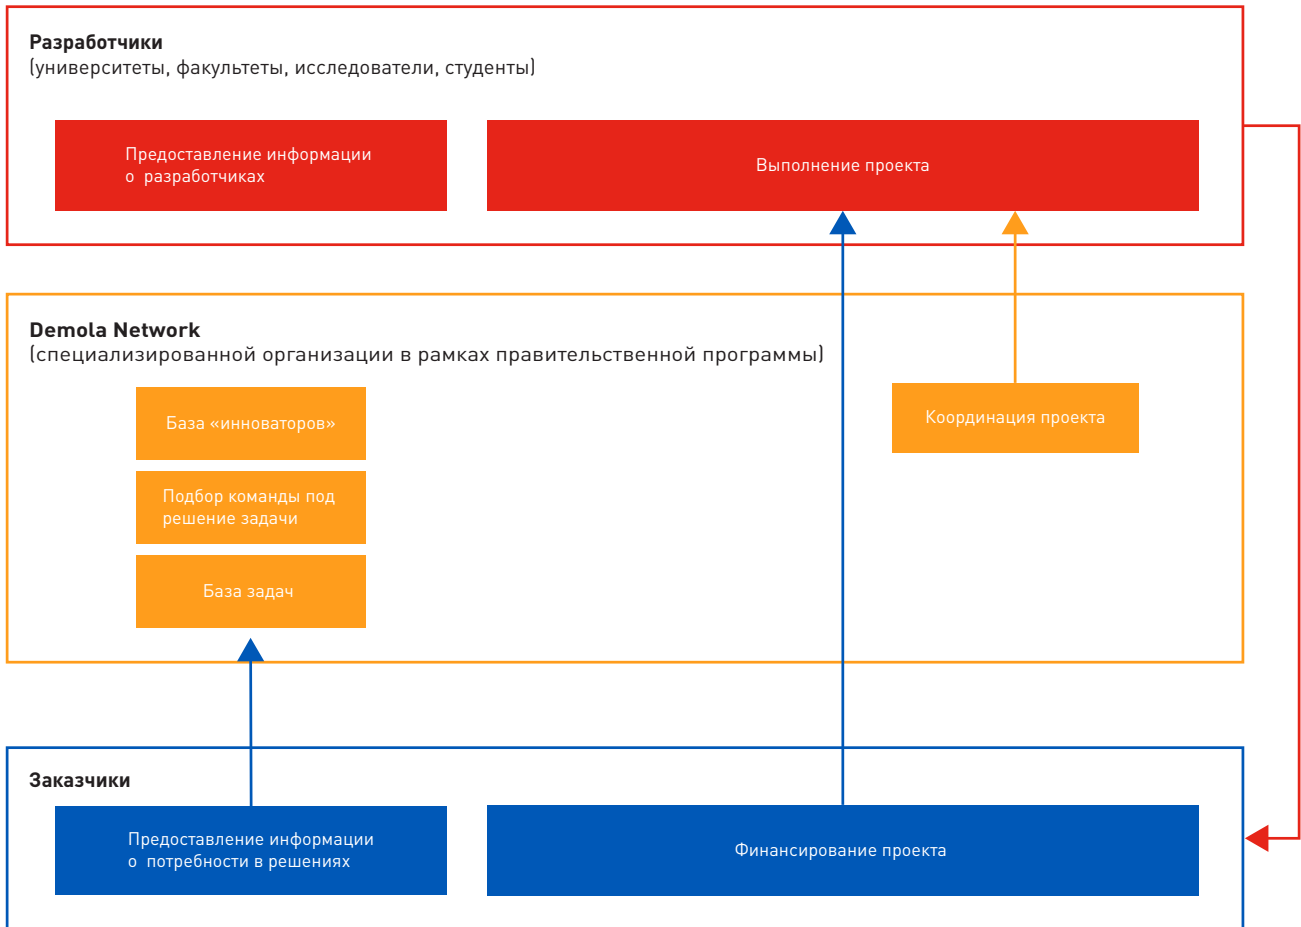 Разработчики
(университеты, факультеты, исследователи, студенты)
Предоставление информации
о разработчиках
Выполнение проекта
Demola Network
(специализированной организации в рамках правительственной программы)
База «инноваторов»
Координация проекта
Подбор команды под
решение задачи
База задач
Заказчики
Предоставление информации
о потребности в решениях
Финансирование проекта